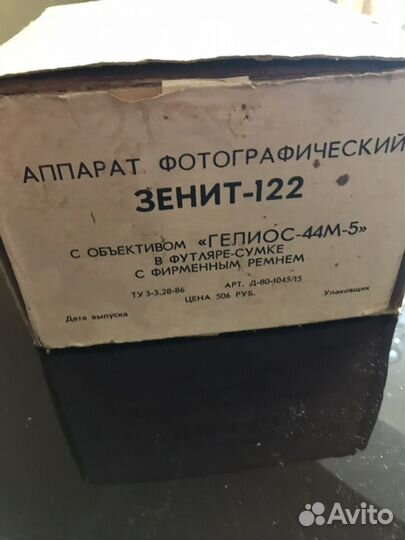 АППАРАТ ФОТОГРАФИЧЕСКИЙ
ЗЕНИТ-122
С ОБЪЕКТИВОМ «ГЕЛИОС-44М-5»
В ФУТЛЯРЕ-СУМКЕ
С ФИРМЕННЫМ РЕМНЕМ
ТУ 3-3.28-86 АРТ. Д-80-1045/15
ЦЕНА 506 РУБ.
Дата выпуска Упаковщик
Avito